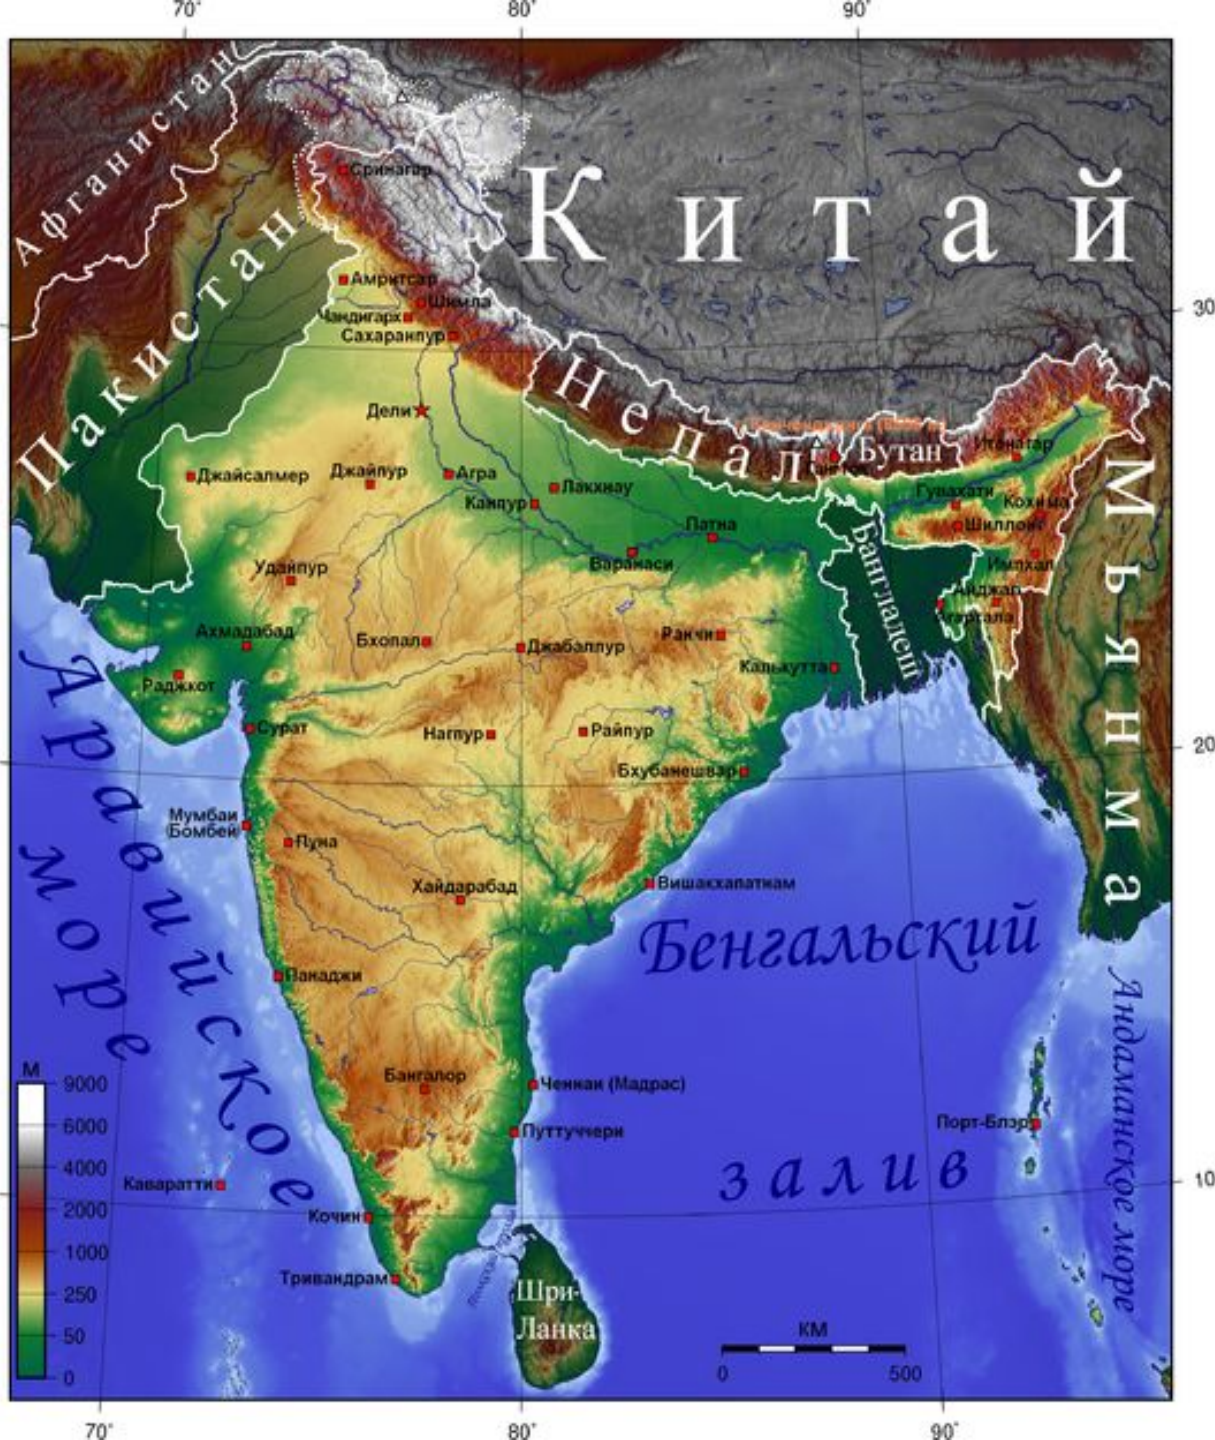 70°
80°
90°
Афганистан
Китай
Сринагар
Пакистан
Амритсар
Шимла
Чандигарх
Сахаранпур
30
Непал
Дели
Бутан
Итанагар
Мьянма
Джайсалмер
Джайпур
Агра
Лакхнау
Канпур
Гувахати
Кохима
Шиллонг
Патна
Варанаси
Бангладеш
Импхал
Удайпур
Айджал
Агартала
Ахмадабад
Бхопал
Джабалпур
Ранчи
Калькутта
Раджкот
Аравийское
море
Сурат
Нагпур
Райпур
20
Бхубанешвар
Мумбаи
(Бомбей)
Пуна
Хайдарабад
Вишакхапатнам
Бенгальский
залив
Панаджи
Андаманское море
Бангалор
Ченнаи (Мадрас)
Путтуччери
Порт-Блэр
Каваратти
Кочин
10
Тривандрам
Шри-
Ланка
М
9000
6000
4000
2000
1000
250
50
0
КМ
0
500
70°
80°
90°